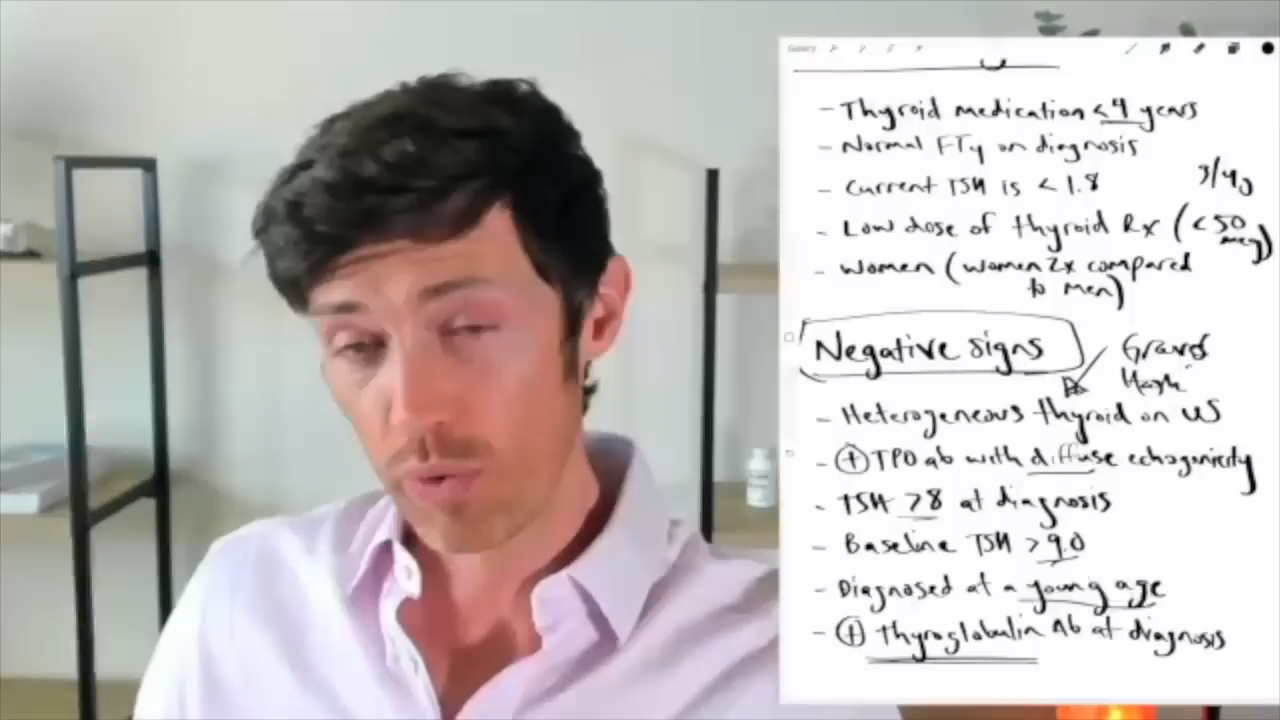 Gallery
- Thyroid medication < 4 years
- Normal FT4 on diagnosis
- Current TSH is < 1.8
- Low dose of thyroid Rx (<50
mcg)
- Women (women 2x compared
to men)
Negative signs
Graves
Hash
- Heterogeneous thyroid on US
- + TPO ab with diffuse echogenicity
- TSH >8 at diagnosis
- Baseline TSH > 9.0
- Diagnosed at a young age
- + Thyroglobulin Ab at diagnosis